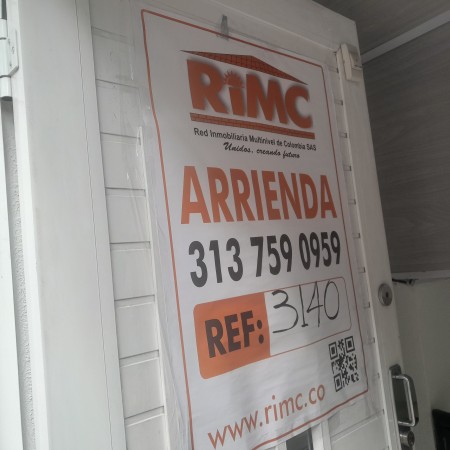 RiMC
Red Inmobiliaria Multinivel de Colombia SAS
Unidos, creando futuro
ARRIENDA
313 759 0959
REF: 3140
www.rimc.co